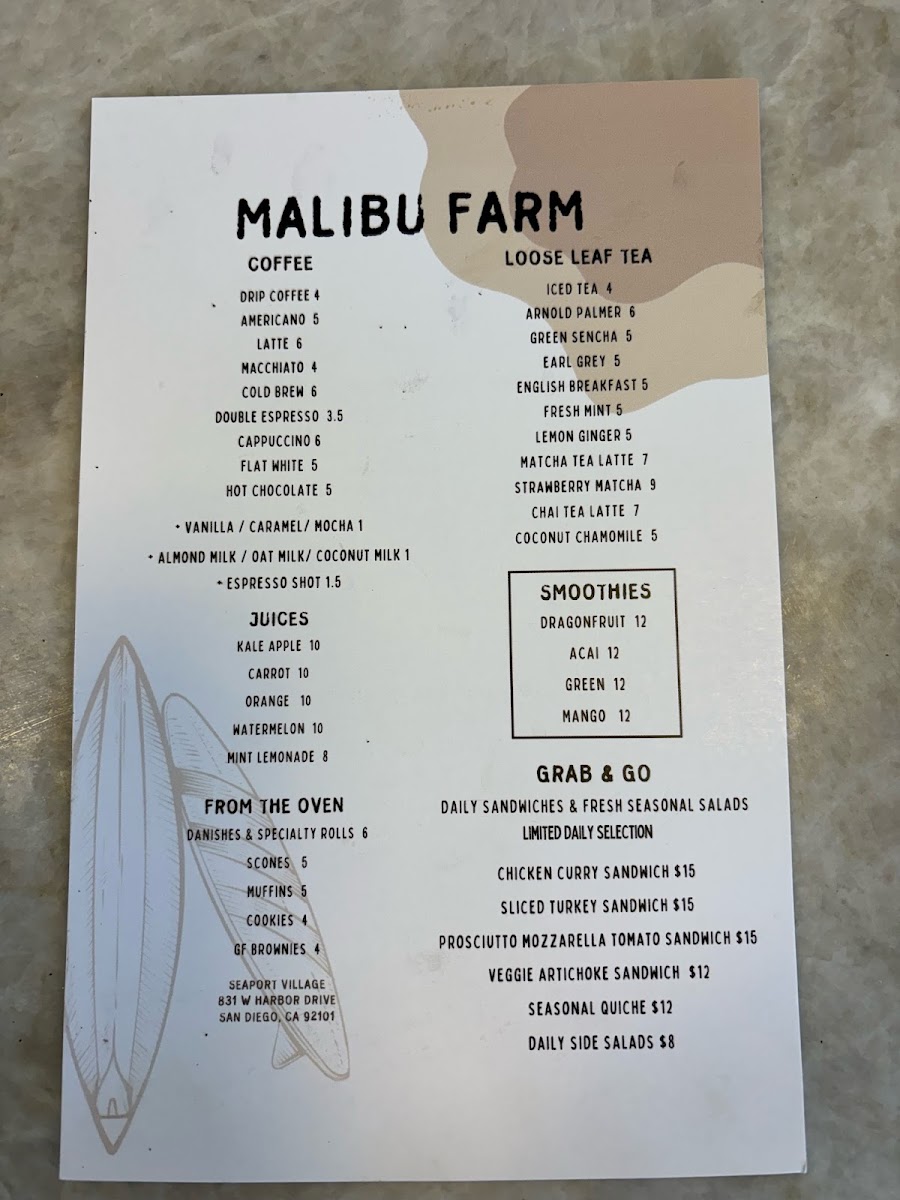 MALIBU FARM
COFFEE
DRIP COFFEE 4
AMERICANO 5
LATTE 6
MACCHIATO 4
COLD BREW 6
DOUBLE ESPRESSO 3.5
CAPPUCCINO 6
FLAT WHITE 5
HOT CHOCOLATE 5
+ VANILLA / CARAMEL/ MOCHA 1
+ ALMOND MILK / OAT MILK/ COCONUT MILK 1
+ ESPRESSO SHOT 1.5
JUICES
KALE APPLE 10
CARROT 10
ORANGE 10
WATERMELON 10
MINT LEMONADE 8
FROM THE OVEN
DANISHES & SPECIALTY ROLLS 6
SCONES 5
MUFFINS 5
COOKIES 4
GF BROWNIES 4
SEAPORT VILLAGE
831 W HARBOR DRIVE
SAN DIEGO, CA 92101
LOOSE LEAF TEA
ICED TEA 4
ARNOLD PALMER 6
GREEN SENCHA 5
EARL GREY 5
ENGLISH BREAKFAST 5
FRESH MINT 5
LEMON GINGER 5
MATCHA TEA LATTE 7
STRAWBERRY MATCHA 9
CHAI TEA LATTE 7
COCONUT CHAMOMILE 5
SMOOTHIES
DRAGONFRUIT 12
ACAI 12
GREEN 12
MANGO 12
GRAB & GO
DAILY SANDWICHES & FRESH SEASONAL SALADS
LIMITED DAILY SELECTION
CHICKEN CURRY SANDWICH $15
SLICED TURKEY SANDWICH $15
PROSCIUTTO MOZZARELLA TOMATO SANDWICH $15
VEGGIE ARTICHOKE SANDWICH $12
SEASONAL QUICHE $12
DAILY SIDE SALADS $8